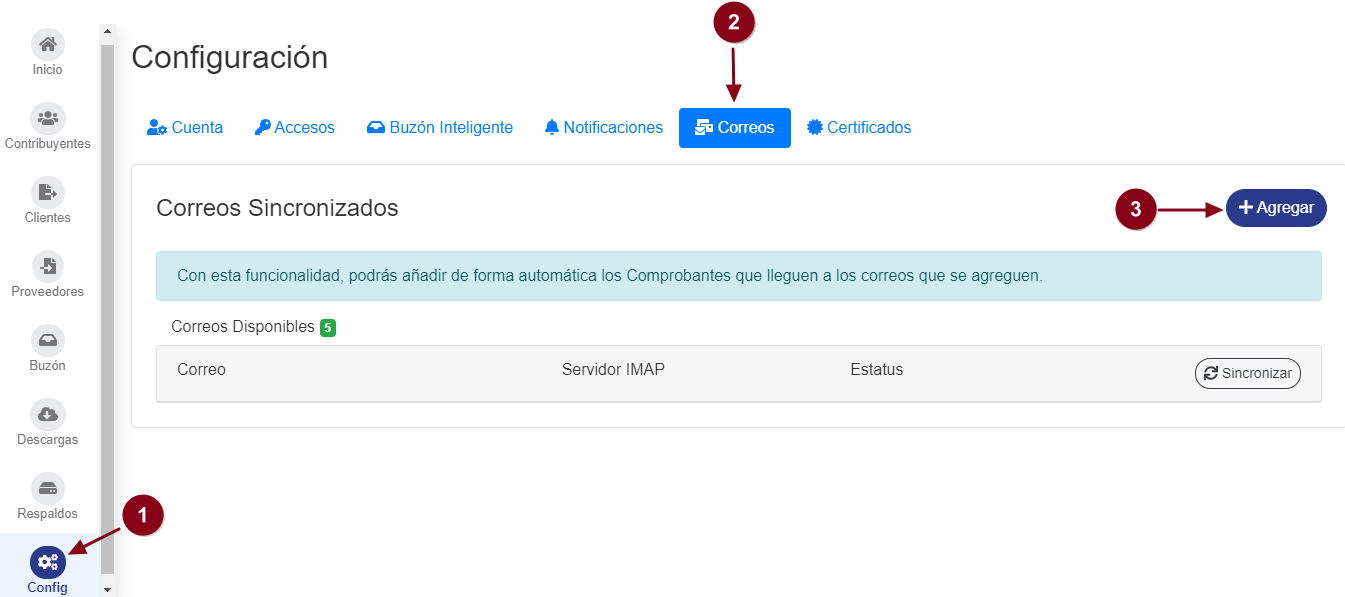 2
Inicio
Contribuyentes
Clientes
Proveedores
Buzón
Descargas
Respaldos
1
Config
Configuración
Cuenta
Accesos
Buzón Inteligente
Notificaciones
Correos
Certificados
Correos Sincronizados
3
Agregar
Con esta funcionalidad, podrás añadir de forma automática los Comprobantes que lleguen a los correos que se agreguen.
Correos Disponibles 5
Correo
Servidor IMAP
Estatus
Sincronizar